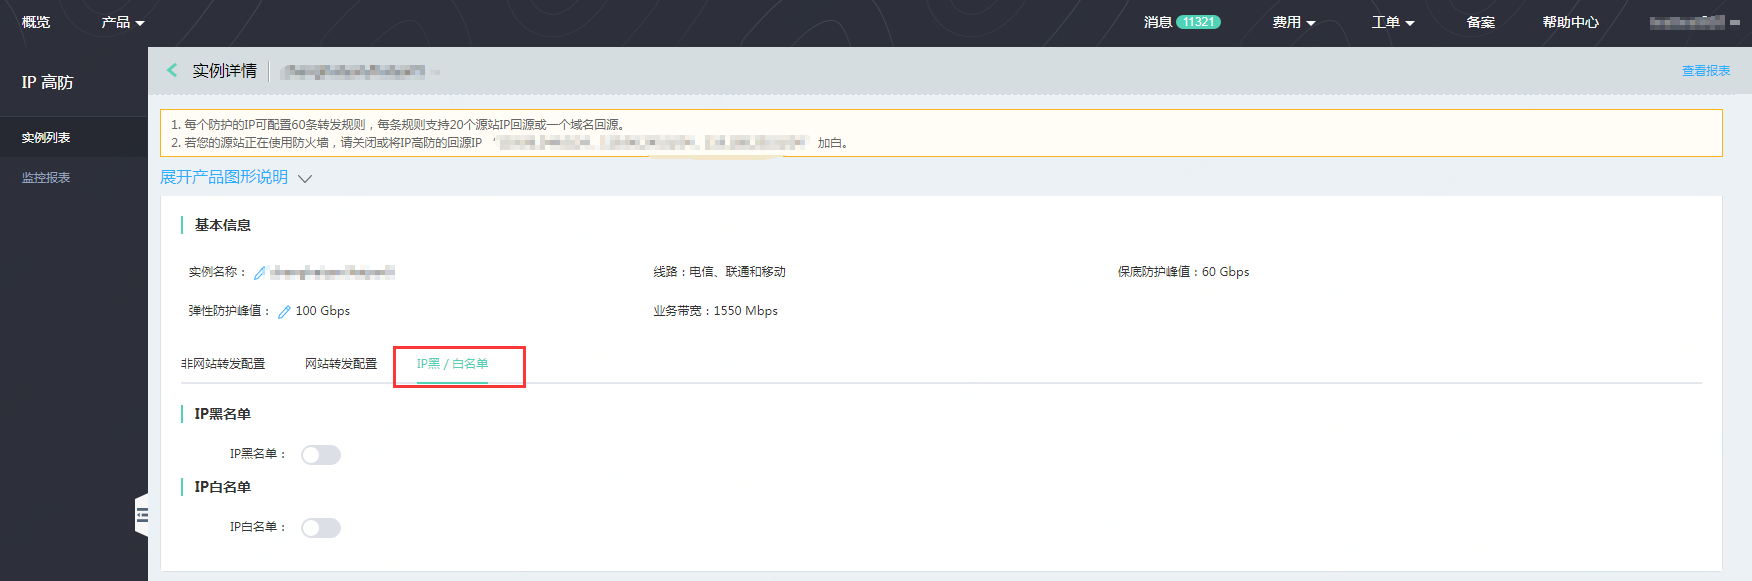 概览 产品 消息 11321 费用 工单 备案 帮助中心
IP 高防
实例列表
监控报表
实例详情 查看报表
1. 每个防护的IP可配置60条转发规则，每条规则支持20个源站IP回源或一个域名回源。
2. 若您的源站正在使用防火墙，请关闭或将IP高防的回源IP “ ” 加白。
展开产品图形说明
基本信息
实例名称： 线路：电信、联通和移动 保底防护峰值：60 Gbps
弹性防护峰值： 100 Gbps 业务带宽：1550 Mbps
非网站转发配置 网站转发配置 IP黑 / 白名单
IP黑名单
IP黑名单：
IP白名单
IP白名单：